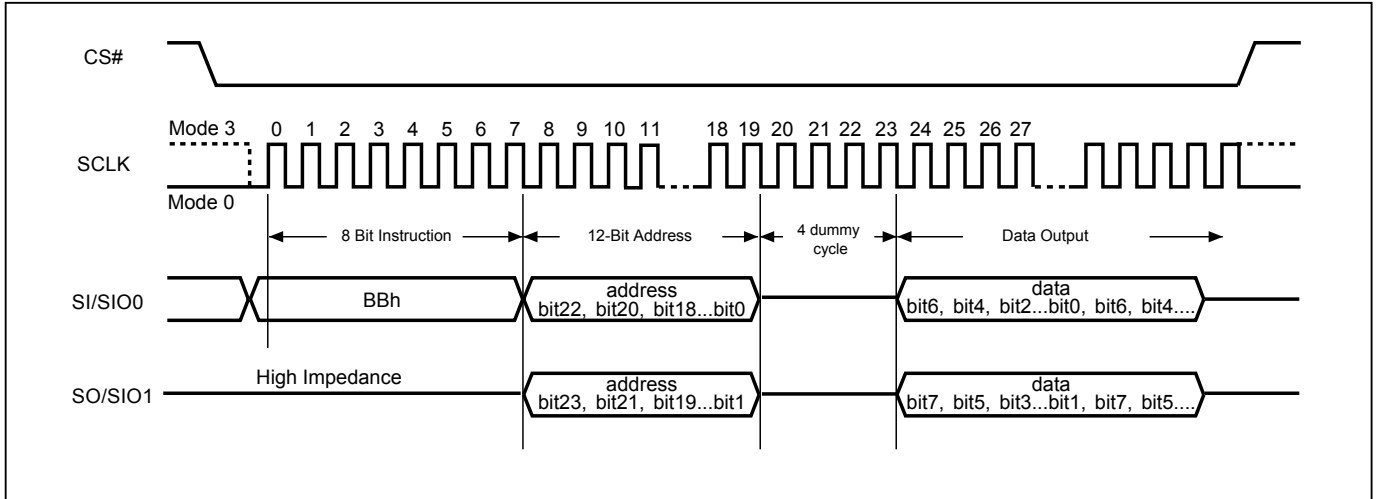 CS#
Mode 3
0 1 2 3 4 5 6 7 8 9 10 11 18 19 20 21 22 23 24 25 26 27
SCLK
Mode 0
8 Bit Instruction
12-Bit Address
4 dummy
cycle
Data Output
SI/SIO0
BBh
address
bit22, bit20, bit18...bit0
data
bit6, bit4, bit2...bit0, bit6, bit4....
SO/SIO1
High Impedance
address
bit23, bit21, bit19...bit1
data
bit7, bit5, bit3...bit1, bit7, bit5....